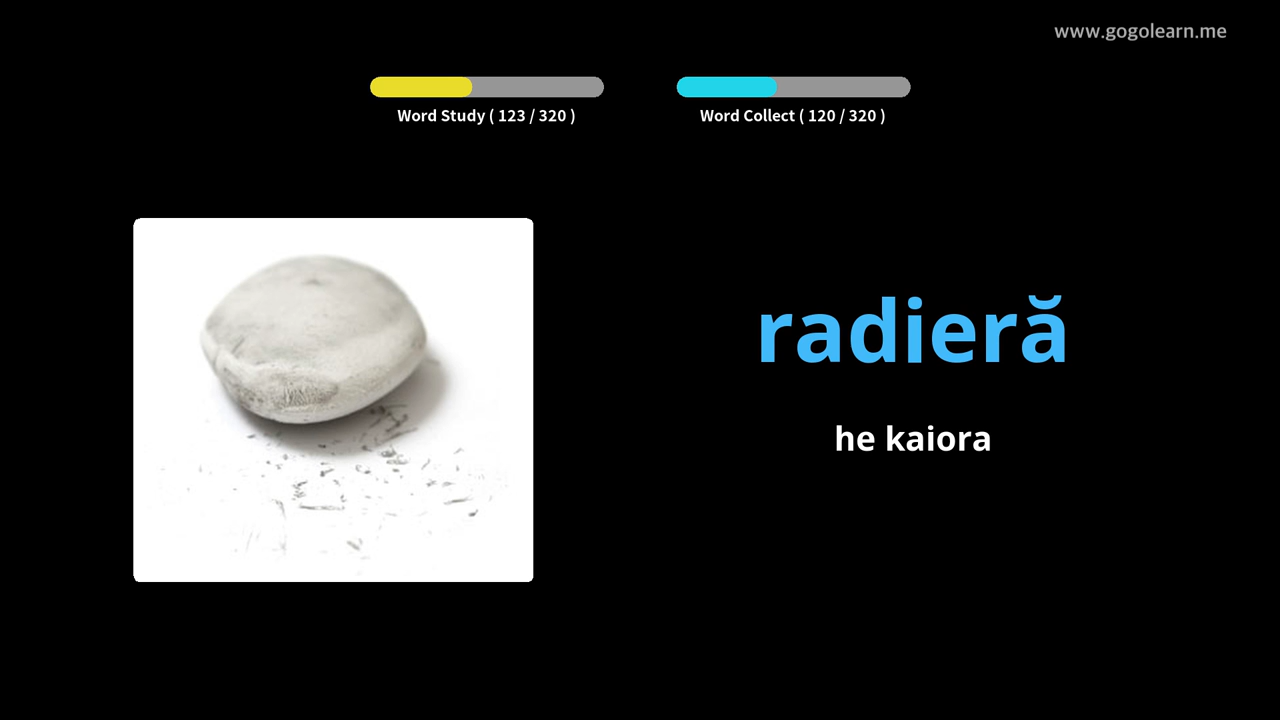 www.gogolearn.me
Word Study ( 123 / 320 )
Word Collect ( 120 / 320 )
radieră
he kaiora